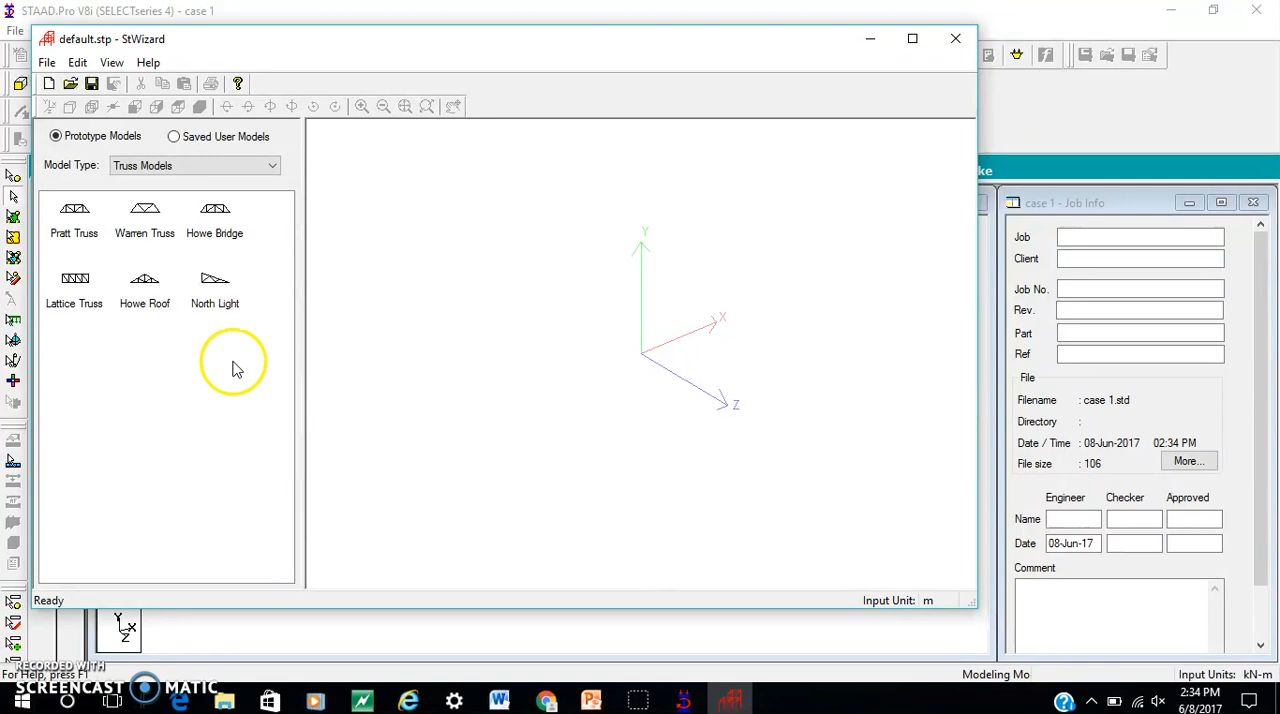 STAAD.Pro V8i (SELECTseries 4) - case 1
File
default.stp - StWizard
File Edit View Help
Prototype Models Saved User Models
Model Type: Truss Models
Pratt Truss Warren Truss Howe Bridge
Lattice Truss Howe Roof North Light
Y
X
Z
Ready
Input Unit: m
ke
case 1 - Job Info
Job
Client
Job No.
Rev.
Part
Ref
File
Filename : case 1.std
Directory :
Date / Time : 08-Jun-2017 02:34 PM
File size : 106
More...
Engineer Checker Approved
Name
Date 08-Jun-17
Comment
Y
X
Z
For Help, press F1
Modeling Mo
Input Units: kN-m
RECORDED WITH
SCREENCAST MATIC
2:34 PM
6/8/2017